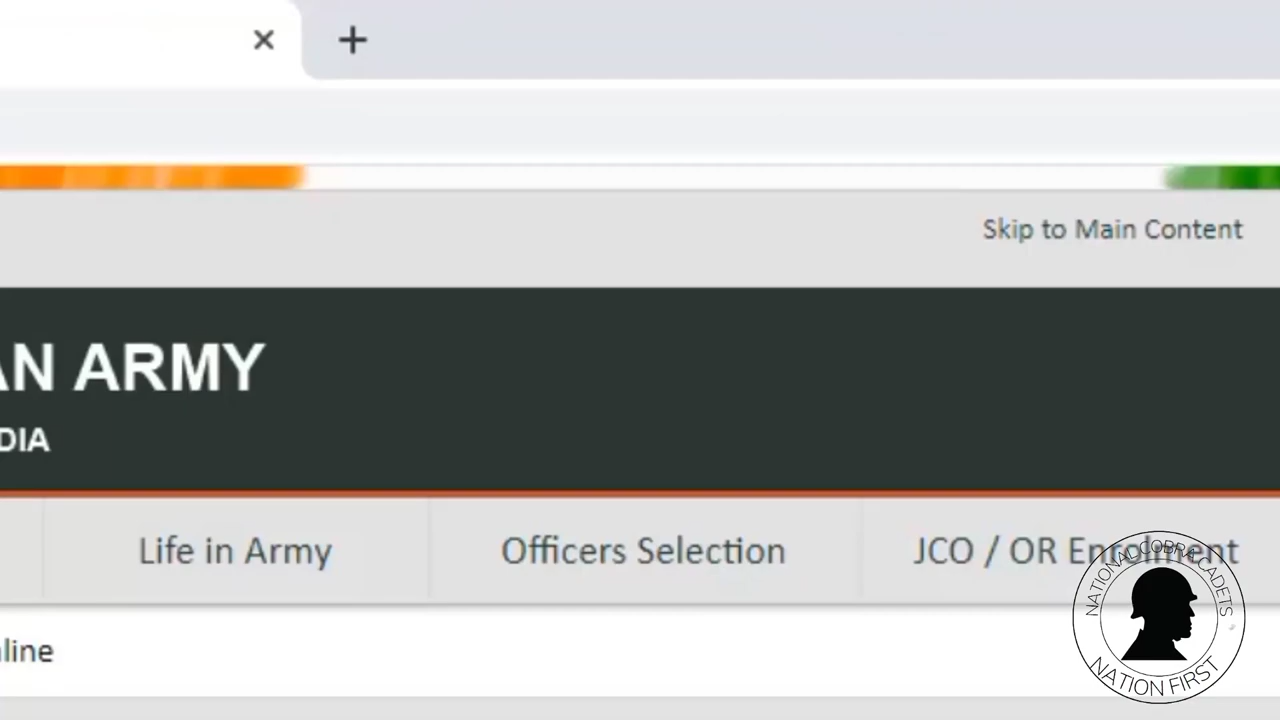 Skip to Main Content
AN ARMY
DIA
Life in Army
Officers Selection
JCO / OR Enrolment
line
NATIONAL COBRA CADETS
NATION FIRST